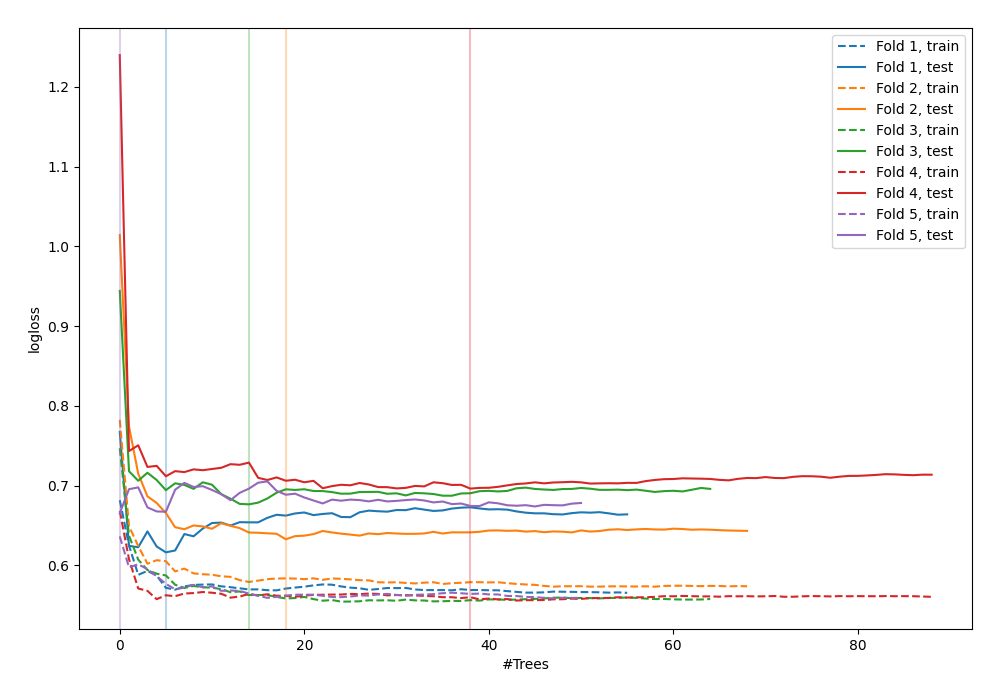 Fold 1, train
Fold 1, test
Fold 2, train
Fold 2, test
Fold 3, train
Fold 3, test
Fold 4, train
Fold 4, test
Fold 5, train
Fold 5, test
1.2
1.1
1.0
0.9
0.8
0.7
0.6
logloss
0 20 40 60 80
#Trees